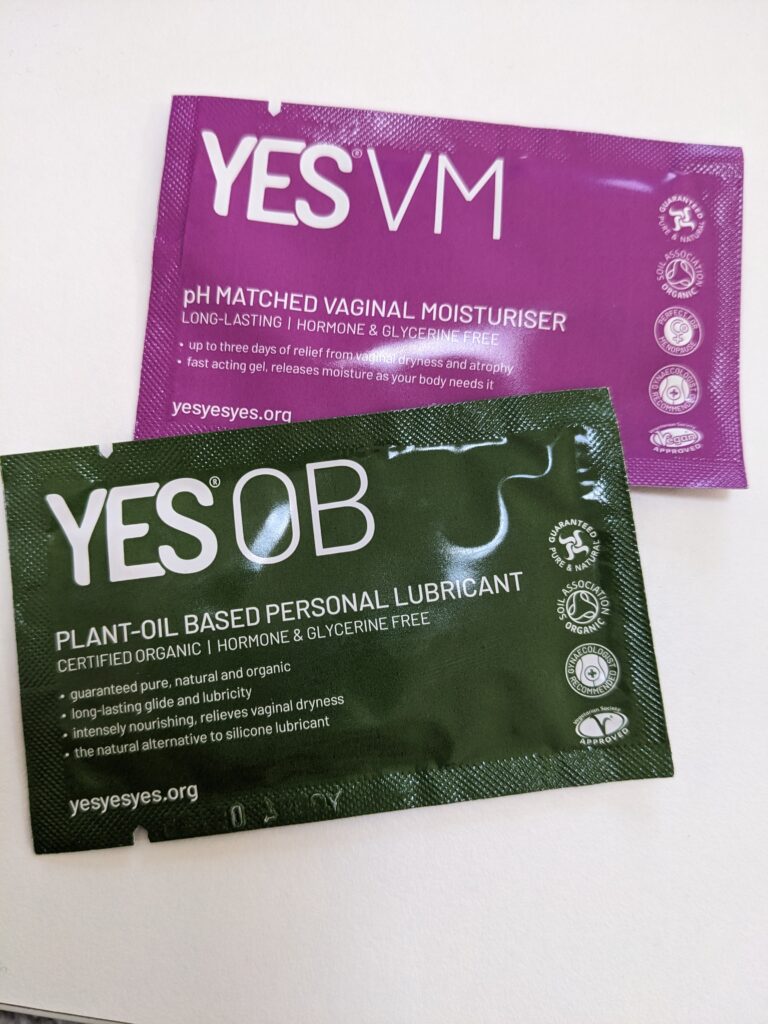 YES® VM
pH MATCHED VAGINAL MOISTURISER
LONG-LASTING | HORMONE & GLYCERINE FREE
• up to three days of relief from vaginal dryness and atrophy
• fast acting gel, releases moisture as your body needs it
yesyesyes.org
GUARANTEED
PURE & NATURAL
SOIL ASSOCIATION
ORGANIC
PERFECT FOR
MENOPAUSE
GYNAECOLOGIST
RECOMMENDED
Vegan
APPROVED
YES® OB
PLANT-OIL BASED PERSONAL LUBRICANT
CERTIFIED ORGANIC | HORMONE & GLYCERINE FREE
• guaranteed pure, natural and organic
• long-lasting glide and lubricity
• intensely nourishing, relieves vaginal dryness
• the natural alternative to silicone lubricant
yesyesyes.org
GUARANTEED
PURE & NATURAL
SOIL ASSOCIATION
ORGANIC
GYNAECOLOGIST
RECOMMENDED
Vegetarian Society
APPROVED